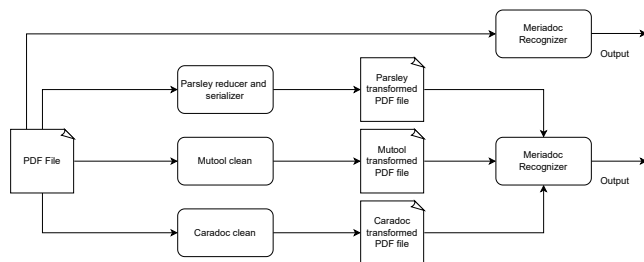 Meriadoc
Recognizer
Output
Parsley reducer and
serializer
Parsley
transformed
PDF file
PDF File
Mutool clean
Mutool
transformed
PDF file
Meriadoc
Recognizer
Output
Caradoc clean
Caradoc
transformed
PDF file